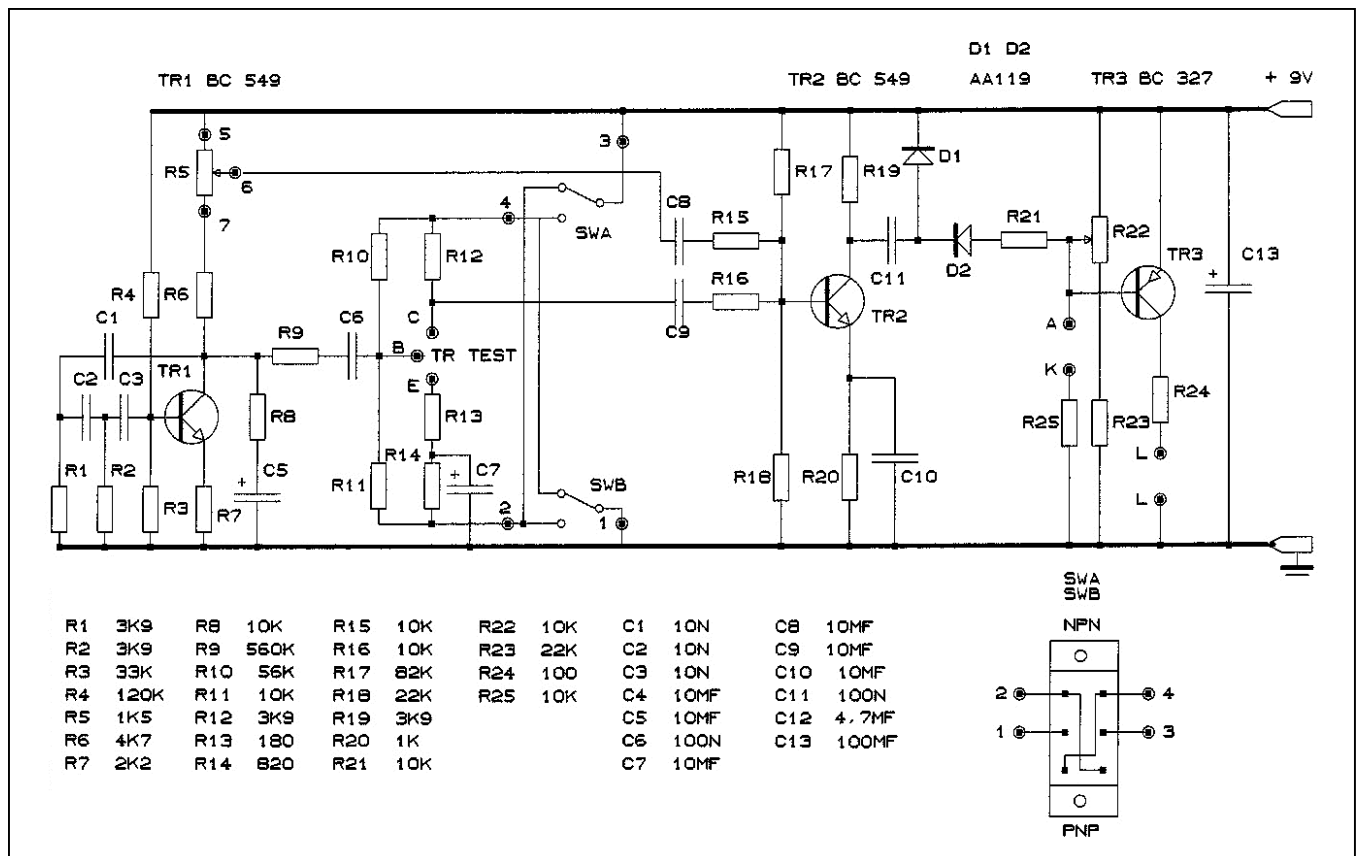 D1 D2
TR1 BC 549
TR2 BC 549
AA119
TR3 BC 327
+ 9V
5
3
R5
6
R17
R19
D1
7
4
C8
R15
R21
R22
SWA
R10
R12
D2
TR3
C13
+
R4
R6
C11
R16
C1
C6
C
C9
TR2
A
R9
B
TR TEST
C2
C3
TR1
E
K
R24
R8
R13
R25
R23
R1
R2
C5
R14
C7
+
+
R11
SWB
R18
R20
C10
L
R3
R7
2
1
L
SWA
SWB
NPN
R1 3K9 R8 10K R15 10K R22 10K C1 10N C8 10MF
R2 3K9 R9 560K R16 10K R23 22K C2 10N C9 10MF
R3 33K R10 56K R17 82K R24 100 C3 10N C10 10MF
R4 120K R11 10K R18 22K R25 10K C4 10MF C11 100N
R5 1K5 R12 3K9 R19 3K9 C5 10MF C12 4,7MF
R6 4K7 R13 180 R20 1K C6 100N C13 100MF
R7 2K2 R14 820 R21 10K C7 10MF
2
4
1
3
PNP